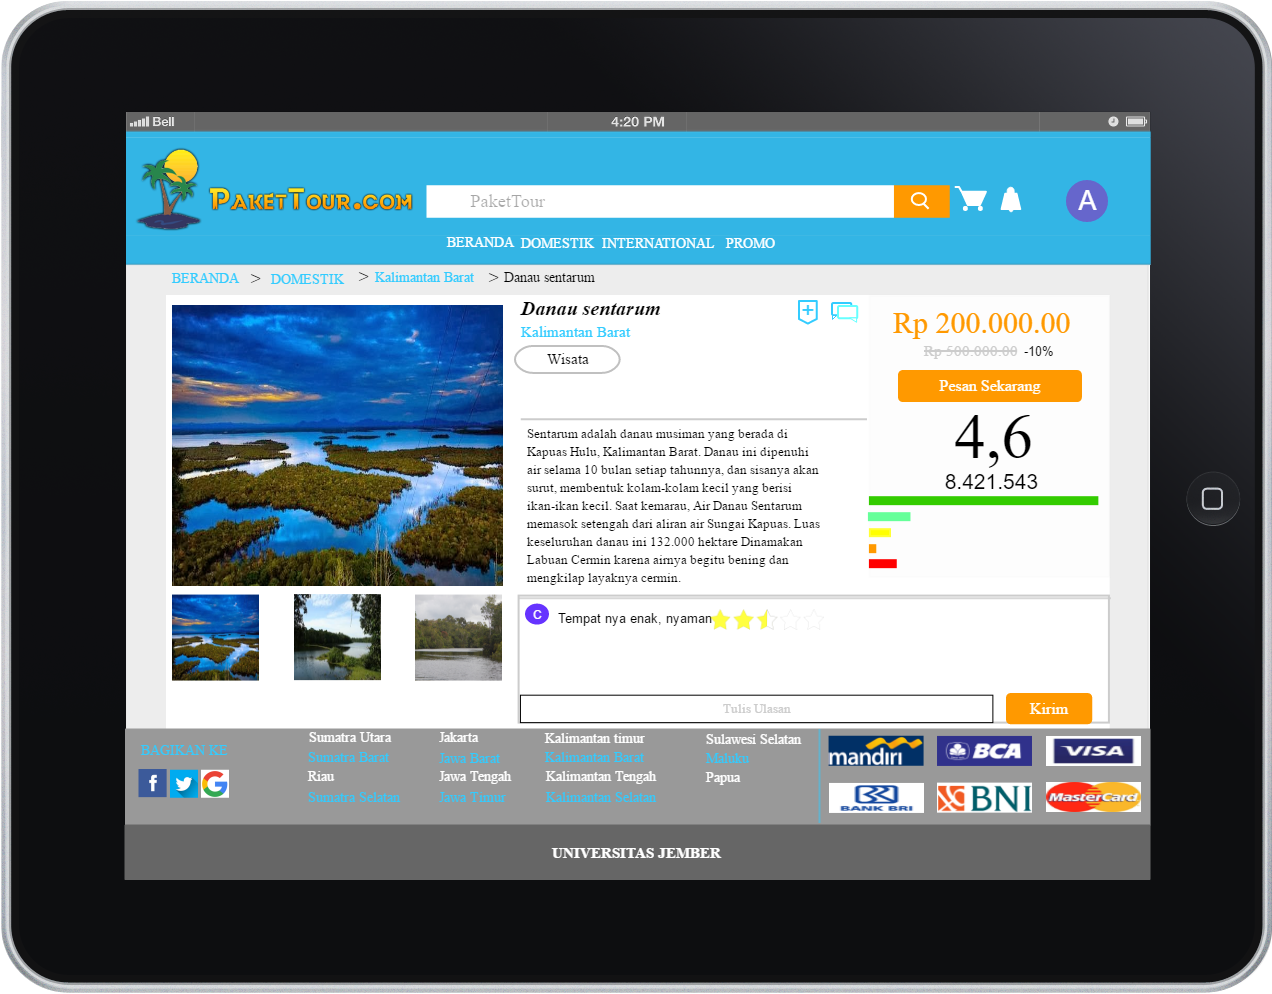 Bell
4:20 PM
PaketTour.com
PaketTour
A
BERANDA DOMESTIK INTERNATIONAL PROMO
BERANDA > DOMESTIK > Kalimantan Barat > Danau sentarum
Danau sentarum
Kalimantan Barat
Wisata
Rp 200.000.00
Rp 500.000.00 -10%
Pesan Sekarang
4,6
8.421.543
Sentarum adalah danau musiman yang berada di
Kapuas Hulu, Kalimantan Barat. Danau ini dipenuhi
air selama 10 bulan setiap tahunnya, dan sisanya akan
surut, membentuk kolam-kolam kecil yang berisi
ikan-ikan kecil. Saat kemarau, Air Danau Sentarum
memasok setengah dari aliran air Sungai Kapuas. Luas
keseluruhan danau ini 132.000 hektare Dinamakan
Labuan Cermin karena airnya begitu bening dan
mengkilap layaknya cermin.
C Tempat nya enak, nyaman
Tulis Ulasan
Kirim
BAGIKAN KE
f
G
Sumatra Utara
Sumatra Barat
Riau
Sumatra Selatan
Jakarta
Jawa Barat
Jawa Tengah
Jawa Timur
Kalimantan timur
Kalimantan Barat
Kalimantan Tengah
Kalimantan Selatan
Sulawesi Selatan
Maluku
Papua
mandiri
BCA
VISA
BANK BRI
BNI
MasterCard
UNIVERSITAS JEMBER